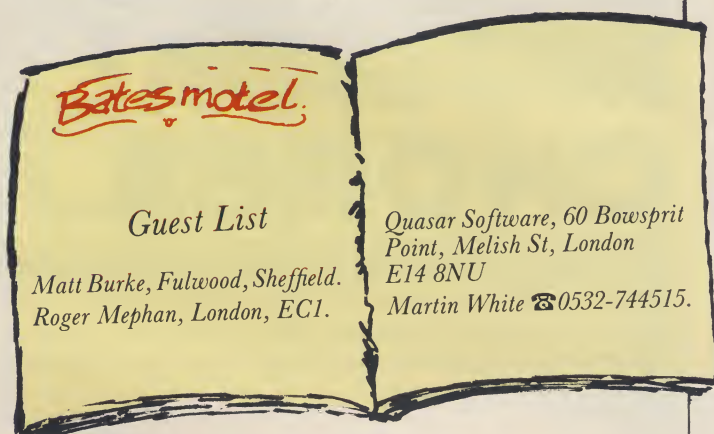 Bates motel.
Guest List
Matt Burke, Fulwood, Sheffield.
Roger Mephan, London, EC1.
Quasar Software, 60 Bowsprit
Point, Melish St, London
E14 8NU
Martin White ☎0532-744515.